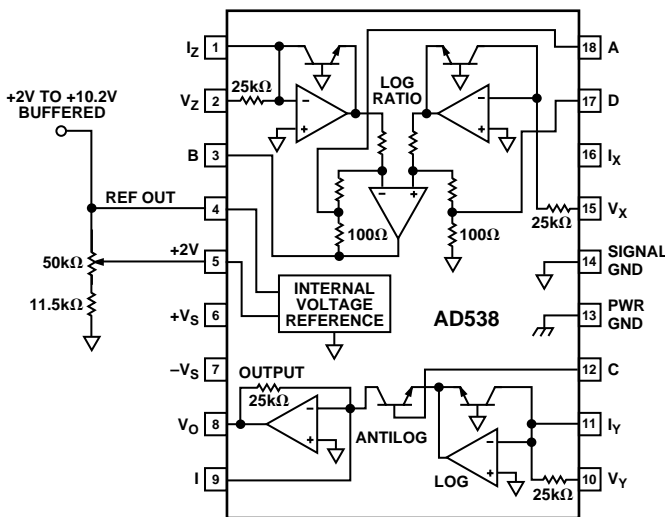 +2V TO +10.2V
BUFFERED
REF OUT
+2V
50kΩ
11.5kΩ
I_Z
1
V_Z
2
B
3
4
5
+V_S
6
–V_S
7
V_O
8
I
9
25kΩ
LOG
RATIO
100Ω
100Ω
25kΩ
INTERNAL
VOLTAGE
REFERENCE
AD538
OUTPUT
25kΩ
ANTILOG
LOG
25kΩ
18
A
17
D
16
I_X
15
V_X
14
SIGNAL
GND
13
PWR
GND
12
C
11
I_Y
10
V_Y